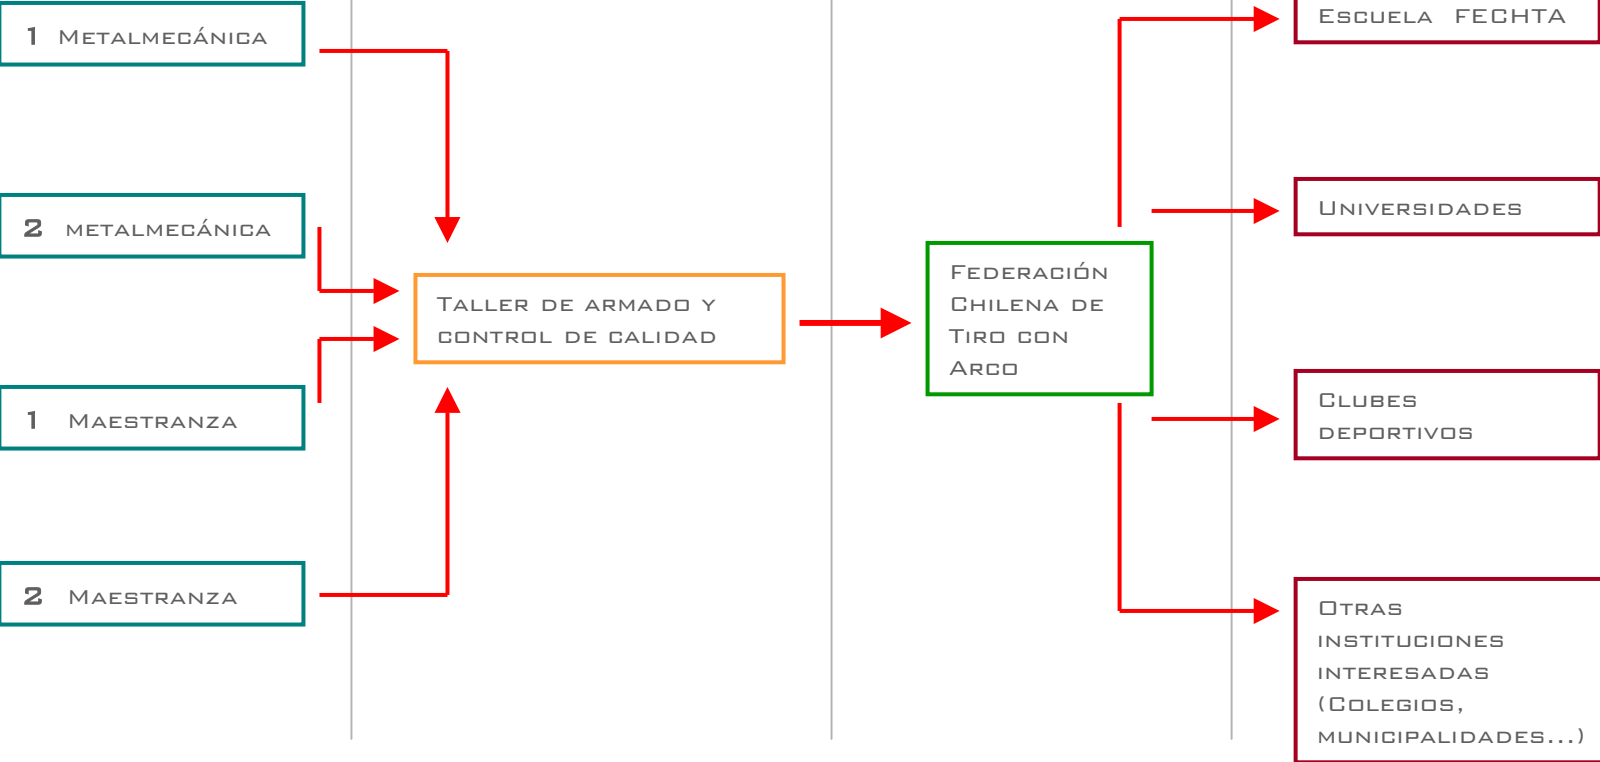 1 Metalmecánica
2 metalmecánica
1 Maestranza
2 Maestranza
Taller de armado y
control de calidad
Federación
Chilena de
Tiro con
Arco
Escuela FECHTA
Universidades
Clubes
deportivos
Otras
instituciones
interesadas
(Colegios,
municipalidades...)